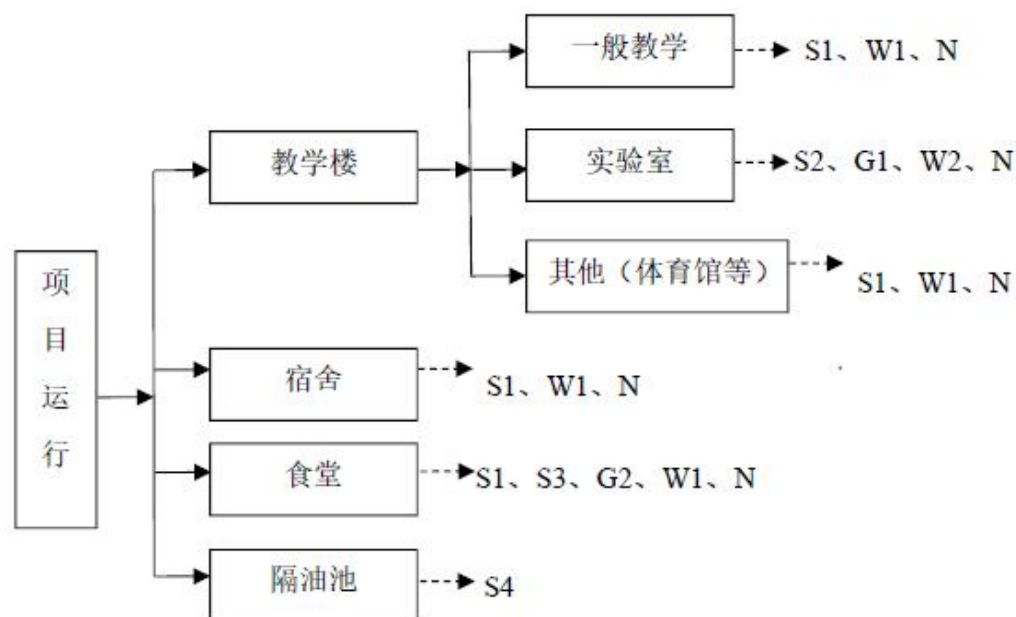 一般教学
S1、W1、N
教学楼
实验室
S2、G1、W2、N
其他（体育馆等）
S1、W1、N
项
目
运
行
宿舍
S1、W1、N
食堂
S1、S3、G2、W1、N
隔油池
S4